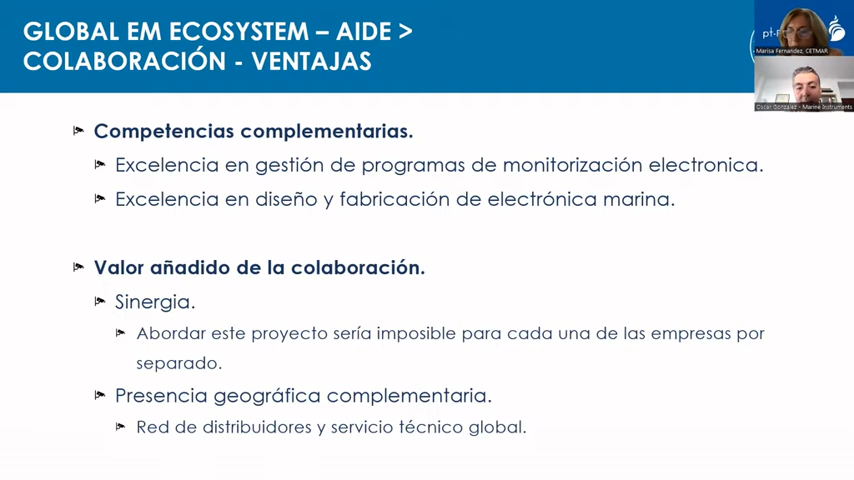 GLOBAL EM ECOSYSTEM – AIDE >
COLABORACIÓN - VENTAJAS
Marisa Fernandez, CETMAR
Oscar Gonzalez - Marine Instruments
Competencias complementarias.
Excelencia en gestión de programas de monitorización electronica.
Excelencia en diseño y fabricación de electrónica marina.
Valor añadido de la colaboración.
Sinergia.
Abordar este proyecto sería imposible para cada una de las empresas por
separado.
Presencia geográfica complementaria.
Red de distribuidores y servicio técnico global.